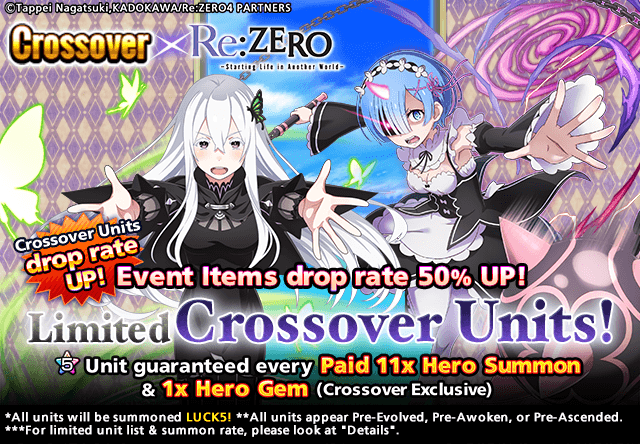 ©Tappei Nagatsuki,KADOKAWA/Re:ZERO4 PARTNERS
Crossover × Re:ZERO
~Starting Life in Another World~
Crossover Units
drop rate
UP!
Event Items drop rate 50% UP!
Limited Crossover Units!
5 Unit guaranteed every Paid 11x Hero Summon
& 1x Hero Gem (Crossover Exclusive)
*All units will be summoned LUCK5! **All units appear Pre-Evolved, Pre-Awoken, or Pre-Ascended.
***For limited unit list & summon rate, please look at "Details".